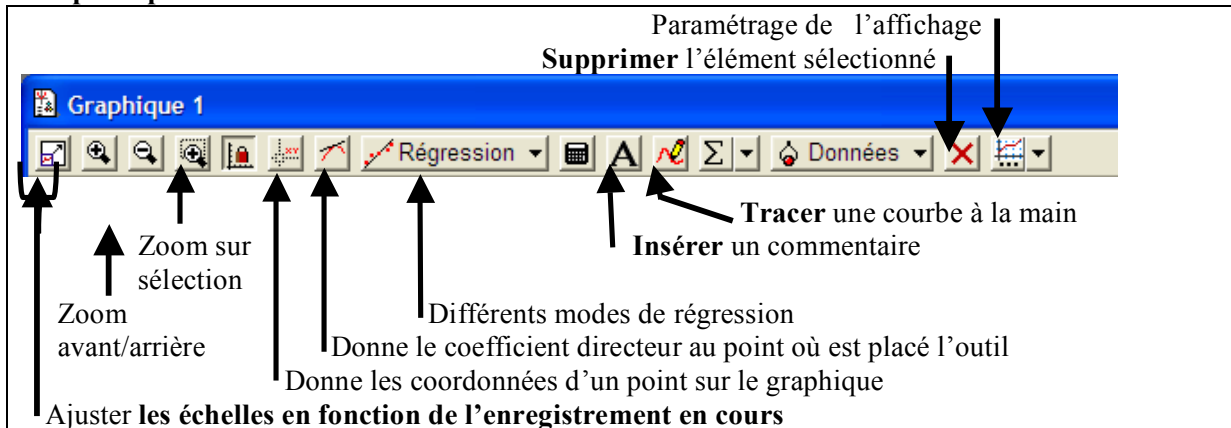 Paramétrage de l’affichage
Supprimer l’élément sélectionné
Graphique 1
Régression
A
Σ
Données
Tracer une courbe à la main
Zoom sur
sélection
Insérer un commentaire
Zoom
avant/arrière
Différents modes de régression
Donne le coefficient directeur au point où est placé l’outil
Donne les coordonnées d’un point sur le graphique
Ajuster les échelles en fonction de l’enregistrement en cours